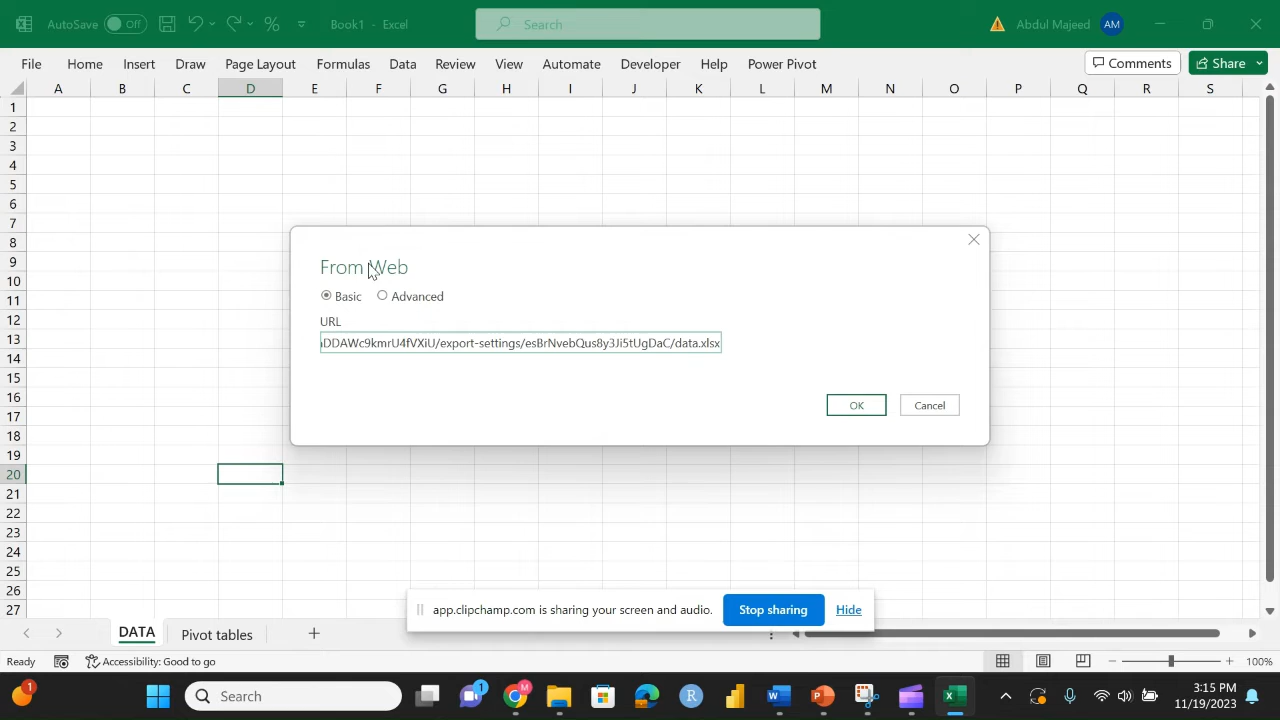 AutoSave Off Book1 - Excel Search Abdul Majeed AM
File Home Insert Draw Page Layout Formulas Data Review View Automate Developer Help Power Pivot Comments Share
A B C D E F G H I J K L M N O P Q R S
1
2
3
4
5
6
7
8
9
10
11
12
13
14
15
16
17
18
19
20
21
22
23
24
25
26
27
From Web
Basic Advanced
URL
DDAWc9kmrU4fVXiU/export-settings/esBrNvebQus8y3Ji5tUgDaC/data.xlsx
OK Cancel
app.clipchamp.com is sharing your screen and audio. Stop sharing Hide
DATA Pivot tables
Ready Accessibility: Good to go 100%
1 Search 1 M R
3:15 PM
11/19/2023